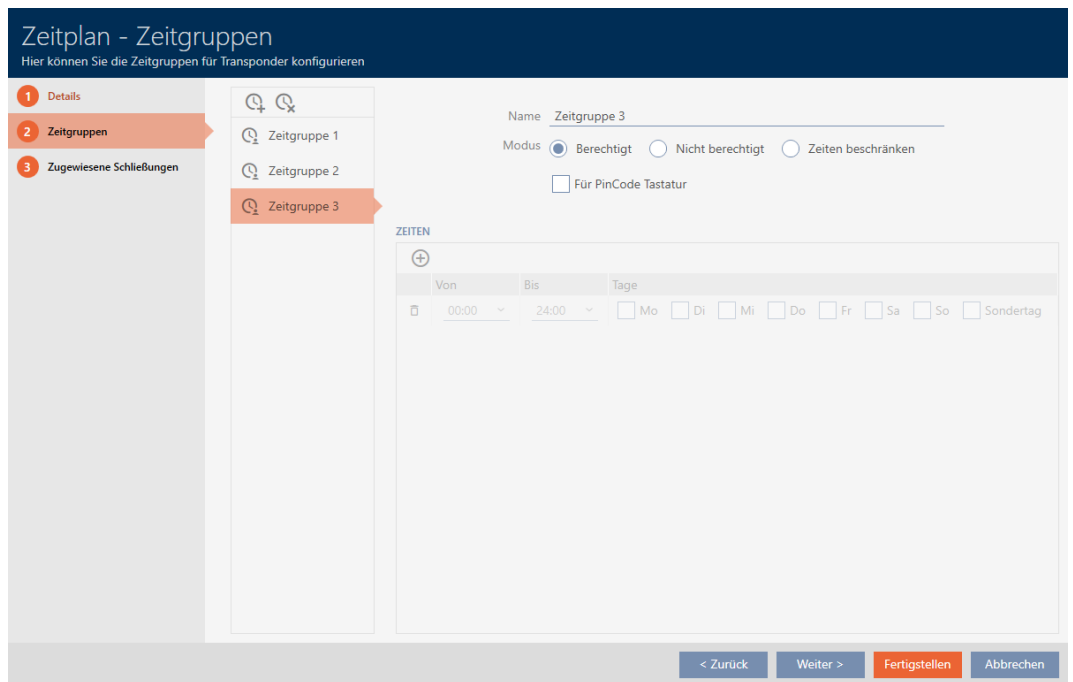 Zeitplan - Zeitgruppen
Hier können Sie die Zeitgruppen für Transponder konfigurieren
1 Details
2 Zeitgruppen
3 Zugewiesene Schließungen
Zeitgruppe 1
Zeitgruppe 2
Zeitgruppe 3
Name Zeitgruppe 3
Modus Berechtigt Nicht berechtigt Zeiten beschränken
Für PinCode Tastatur
ZEITEN
Von Bis Tage
00:00 24:00 Mo Di Mi Do Fr Sa So Sondertag
< Zurück Weiter > Fertigstellen Abbrechen